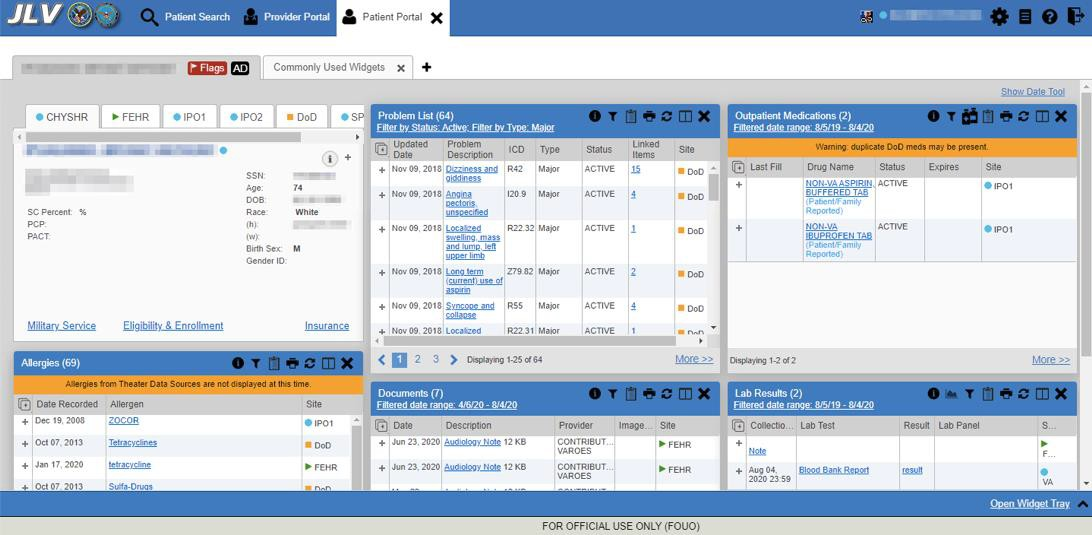 JLV Patient Search Provider Portal Patient Portal
Flags AD Commonly Used Widgets
Show Date Tool
CHYSHR FEHR IPO1 IPO2 DoD SP
SSN:
Age: 74
DOB:
SC Percent: % Race: White
PCP: (h):
PACT: (w):
Birth Sex: M
Gender ID:
Military Service Eligibility & Enrollment Insurance
Problem List (64)
Filter by Status: Active; Filter by Type: Major
Updated Date Problem Description ICD Type Status Linked Items Site
Nov 09, 2018 Dizziness and giddiness R42 Major ACTIVE 15 DoD
Nov 09, 2018 Angina pectoris, unspecified I20.9 Major ACTIVE 4 DoD
Nov 09, 2018 Localized swelling, mass and lump, left upper limb R22.32 Major ACTIVE 1 DoD
Nov 09, 2018 Long term (current) use of aspirin Z79.82 Major ACTIVE 2 DoD
Nov 09, 2018 Syncope and collapse R55 Major ACTIVE 4 DoD
Nov 09, 2018 Localized R22.31 Major ACTIVE 1 DoD
1 2 3 Displaying 1-25 of 64 More >>
Outpatient Medications (2)
Filtered date range: 8/5/19 - 8/4/20
Warning: duplicate DoD meds may be present.
Last Fill Drug Name Status Expires Site
NON-VA ASPIRIN, BUFFERED TAB (Patient/Family Reported) ACTIVE IPO1
NON-VA IBUPROFEN TAB (Patient/Family Reported) ACTIVE IPO1
Displaying 1-2 of 2 More >>
Allergies (69)
Allergies from Theater Data Sources are not displayed at this time.
Date Recorded Allergen Site
Dec 19, 2008 ZOCOR IPO1
Oct 07, 2013 Tetracyclines DoD
Jan 17, 2020 tetracycline FEHR
Oct 07, 2013 Sulfa-Drugs DoD
Documents (7)
Filtered date range: 4/6/20 - 8/4/20
Date Description Provider Image... Site
Jun 23, 2020 Audiology Note 12 KB CONTRIBUT... VAROES FEHR
Jun 23, 2020 Audiology Note 12 KB CONTRIBUT... VAROES FEHR
Lab Results (2)
Filtered date range: 8/5/19 - 8/4/20
Collectio... Lab Test Result Lab Panel S...
Note F...
Aug 04, 2020 23:59 Blood Bank Report result VA
Open Widget Tray
FOR OFFICIAL USE ONLY (FOUO)